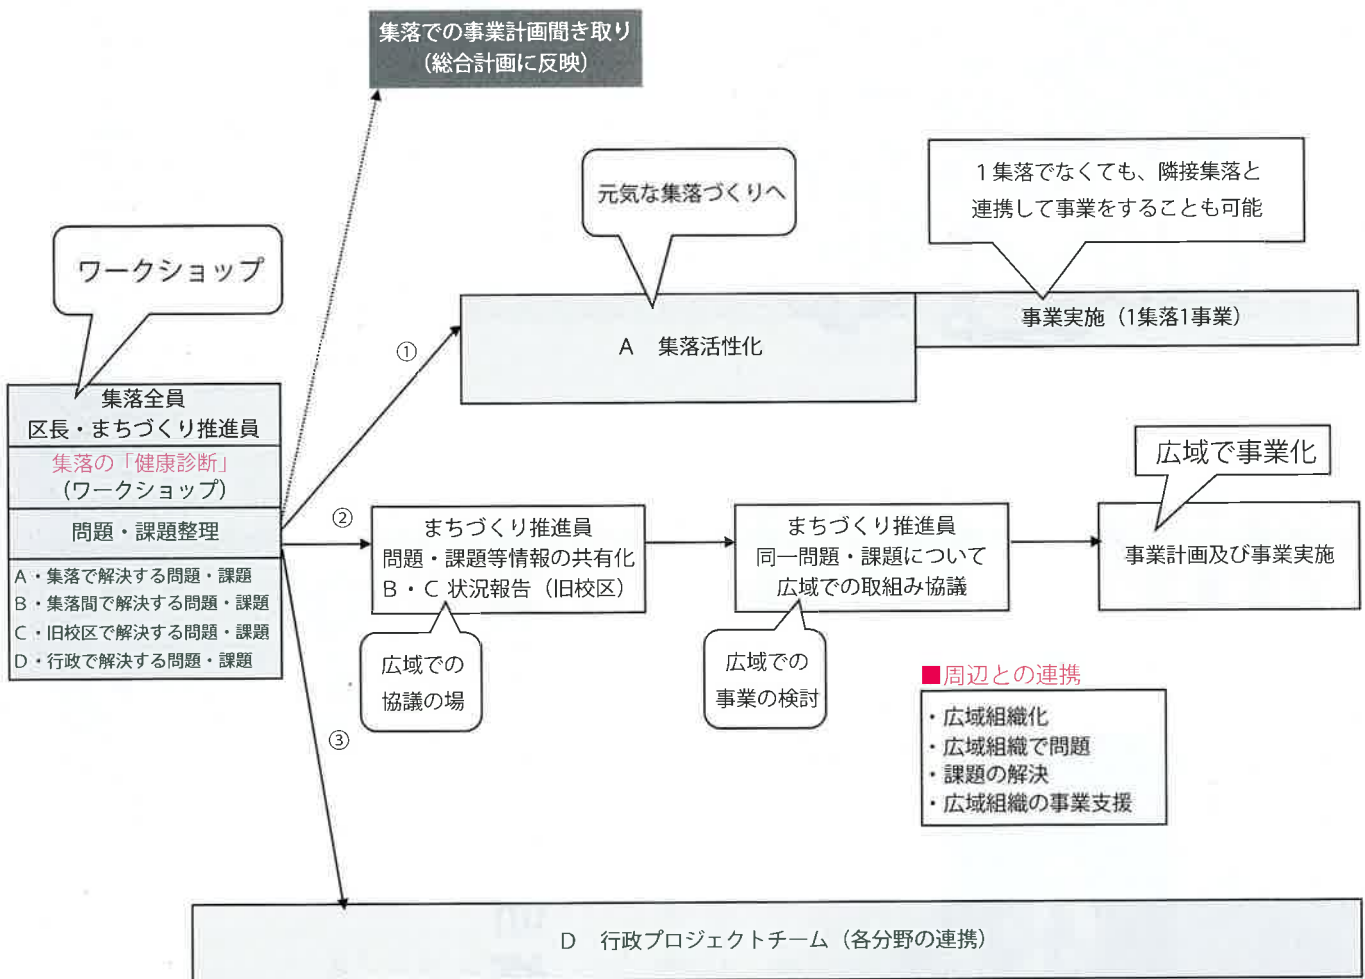 集落での事業計画聞き取り
（総合計画に反映）
元気な集落づくりへ
1集落でなくても、隣接集落と
連携して事業をすることも可能
ワークショップ
①
A　集落活性化
事業実施（1集落1事業）
集落全員
区長・まちづくり推進員
集落の「健康診断」
（ワークショップ）
問題・課題整理
A・集落で解決する問題・課題
B・集落間で解決する問題・課題
C・旧校区で解決する問題・課題
D・行政で解決する問題・課題
②
まちづくり推進員
問題・課題等情報の共有化
B・C 状況報告（旧校区）
広域での
協議の場
まちづくり推進員
同一問題・課題について
広域での取組み協議
広域での
事業の検討
広域で事業化
事業計画及び事業実施
■周辺との連携
・広域組織化
・広域組織で問題
・課題の解決
・広域組織の事業支援
③
D　行政プロジェクトチーム（各分野の連携）